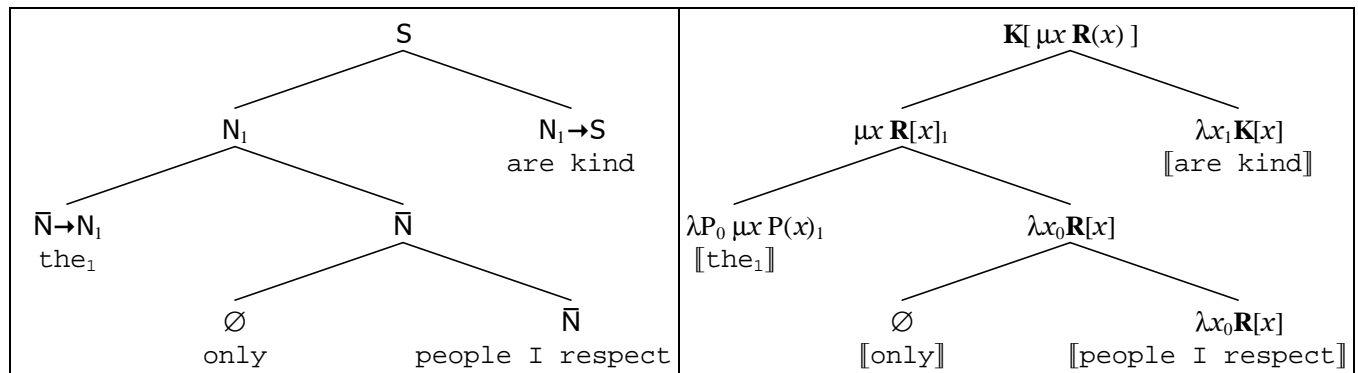 S
N₁ N₁→S
are kind
N̄→N₁ N̄
the₁
∅ N̄
only people I respect
K[ μx R(x) ]
μx R[x]₁ λx₁K[x]
⟦are kind⟧
λP₀ μx P(x)₁ λx₀R[x]
⟦the₁⟧
∅ λx₀R[x]
⟦only⟧ ⟦people I respect⟧